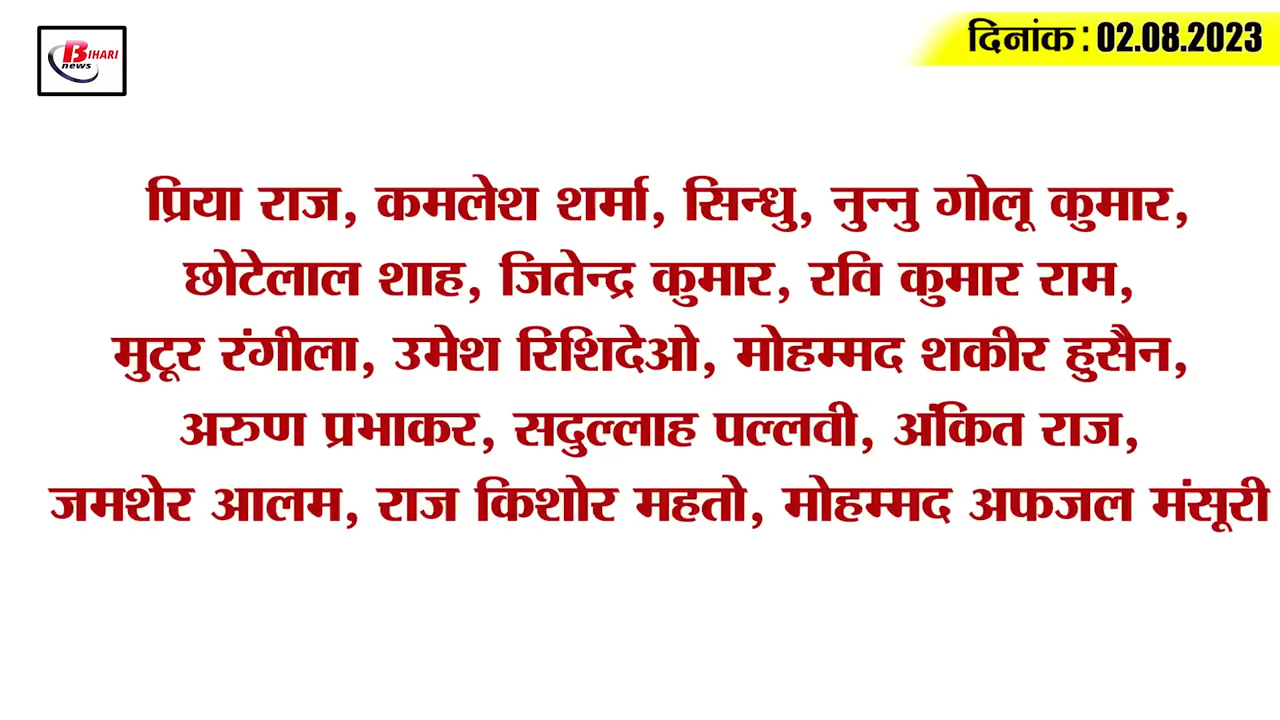 BIHARI
news
दिनांक : 02.08.2023
प्रिया राज, कमलेश शर्मा, सिन्धु, नुन्नु गोलू कुमार,
छोटेलाल शाह, जितेन्द्र कुमार, रवि कुमार राम,
मुटूर रंगीला, उमेश रिशिदेओ, मोहम्मद शकीर हुसैन,
अरुण प्रभाकर, सदुल्लाह पल्लवी, अंकित राज,
जमशेर आलम, राज किशोर महतो, मोहम्मद अफजल मंसूरी